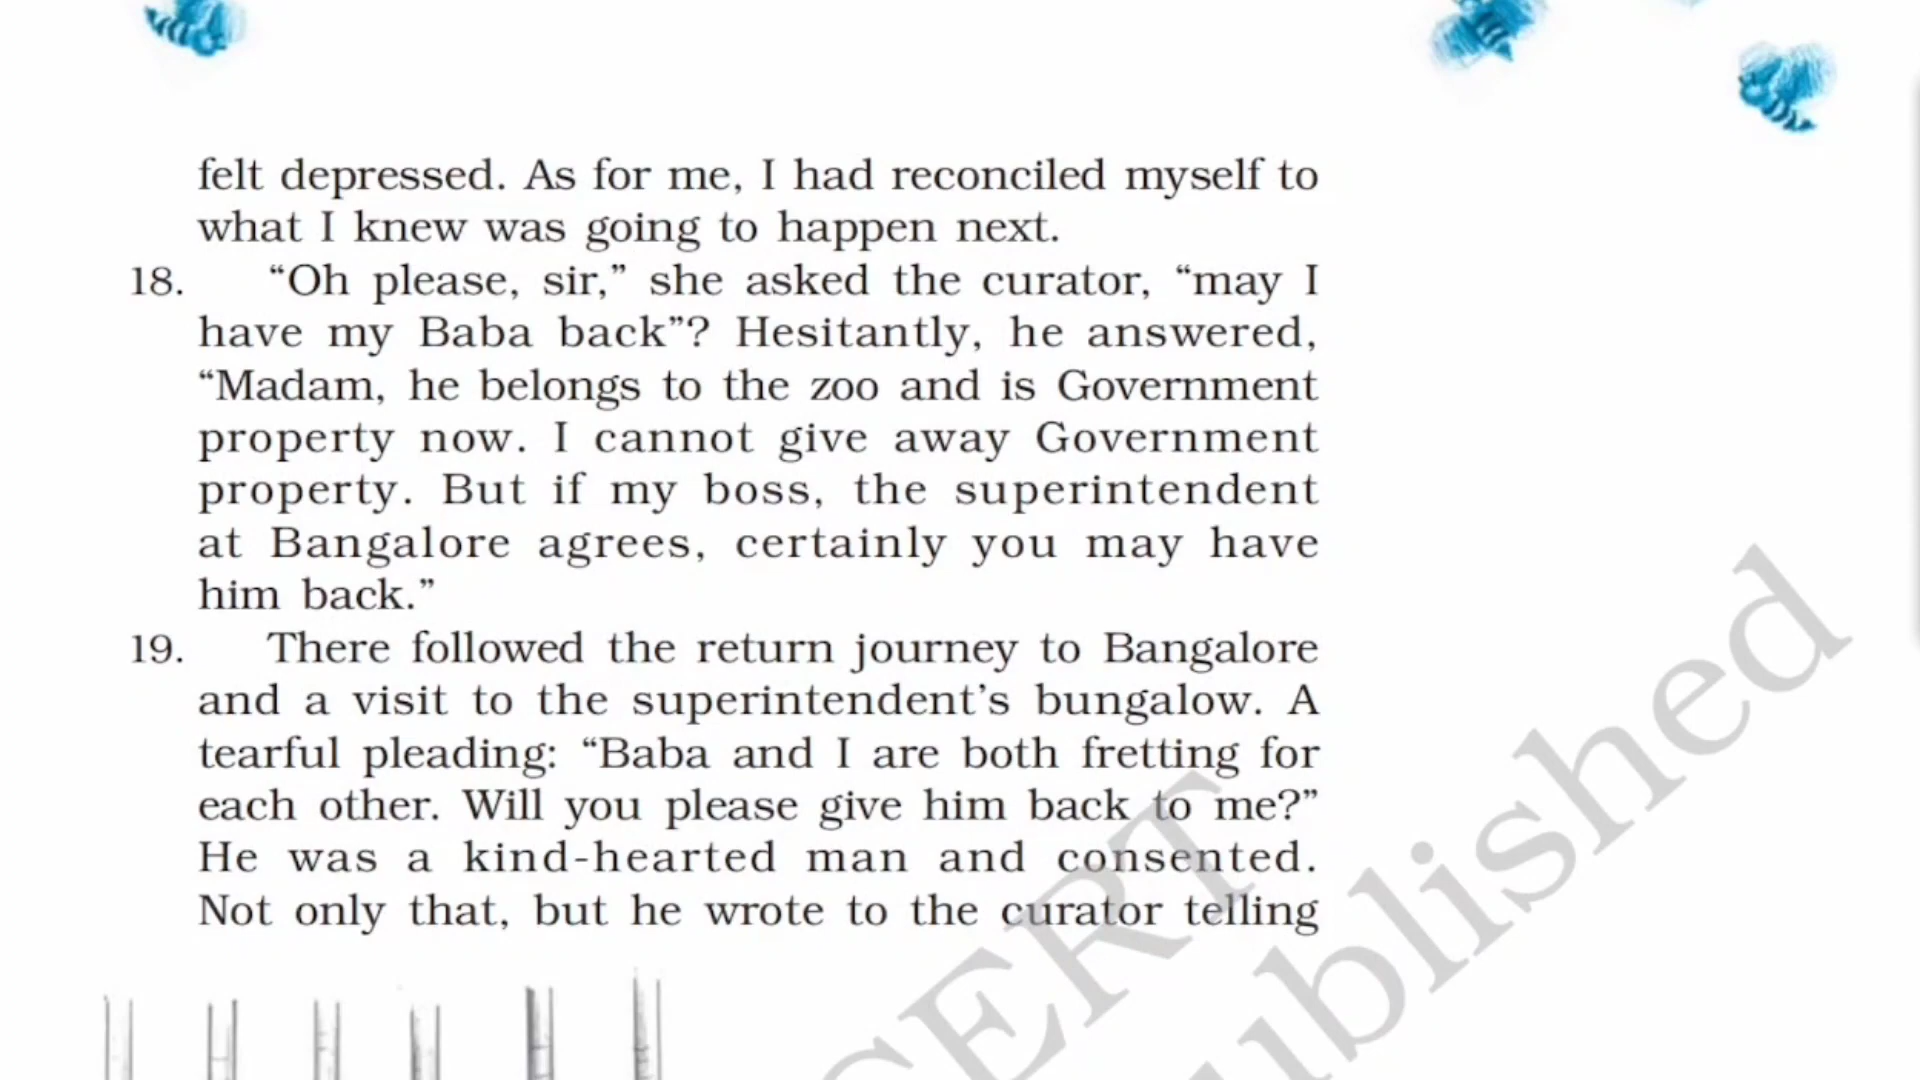 felt depressed. As for me, I had reconciled myself to
what I knew was going to happen next.
18. “Oh please, sir,” she asked the curator, “may I
have my Baba back”? Hesitantly, he answered,
“Madam, he belongs to the zoo and is Government
property now. I cannot give away Government
property. But if my boss, the superintendent
at Bangalore agrees, certainly you may have
him back.”
19. There followed the return journey to Bangalore
and a visit to the superintendent’s bungalow. A
tearful pleading: “Baba and I are both fretting for
each other. Will you please give him back to me?”
He was a kind-hearted man and consented.
Not only that, but he wrote to the curator telling